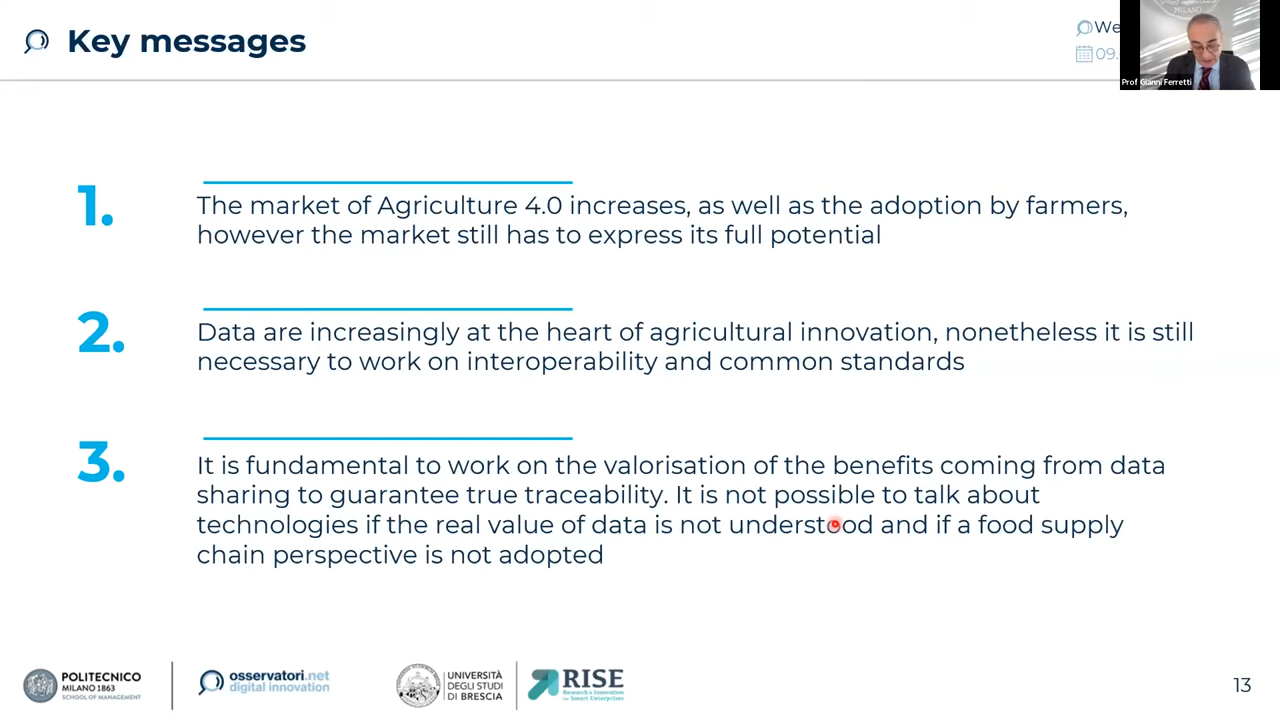 Key messages
We
09.
MILANO
Prof Gianni Ferretti
1.
The market of Agriculture 4.0 increases, as well as the adoption by farmers,
however the market still has to express its full potential
2.
Data are increasingly at the heart of agricultural innovation, nonetheless it is still
necessary to work on interoperability and common standards
3.
It is fundamental to work on the valorisation of the benefits coming from data
sharing to guarantee true traceability. It is not possible to talk about
technologies if the real value of data is not understood and if a food supply
chain perspective is not adopted
POLITECNICO
MILANO 1863
SCHOOL OF MANAGEMENT
osservatori.net
digital innovation
UNIVERSITÀ
DEGLI STUDI
DI BRESCIA
RISE
Research & Innovation
for Smart Enterprises
13